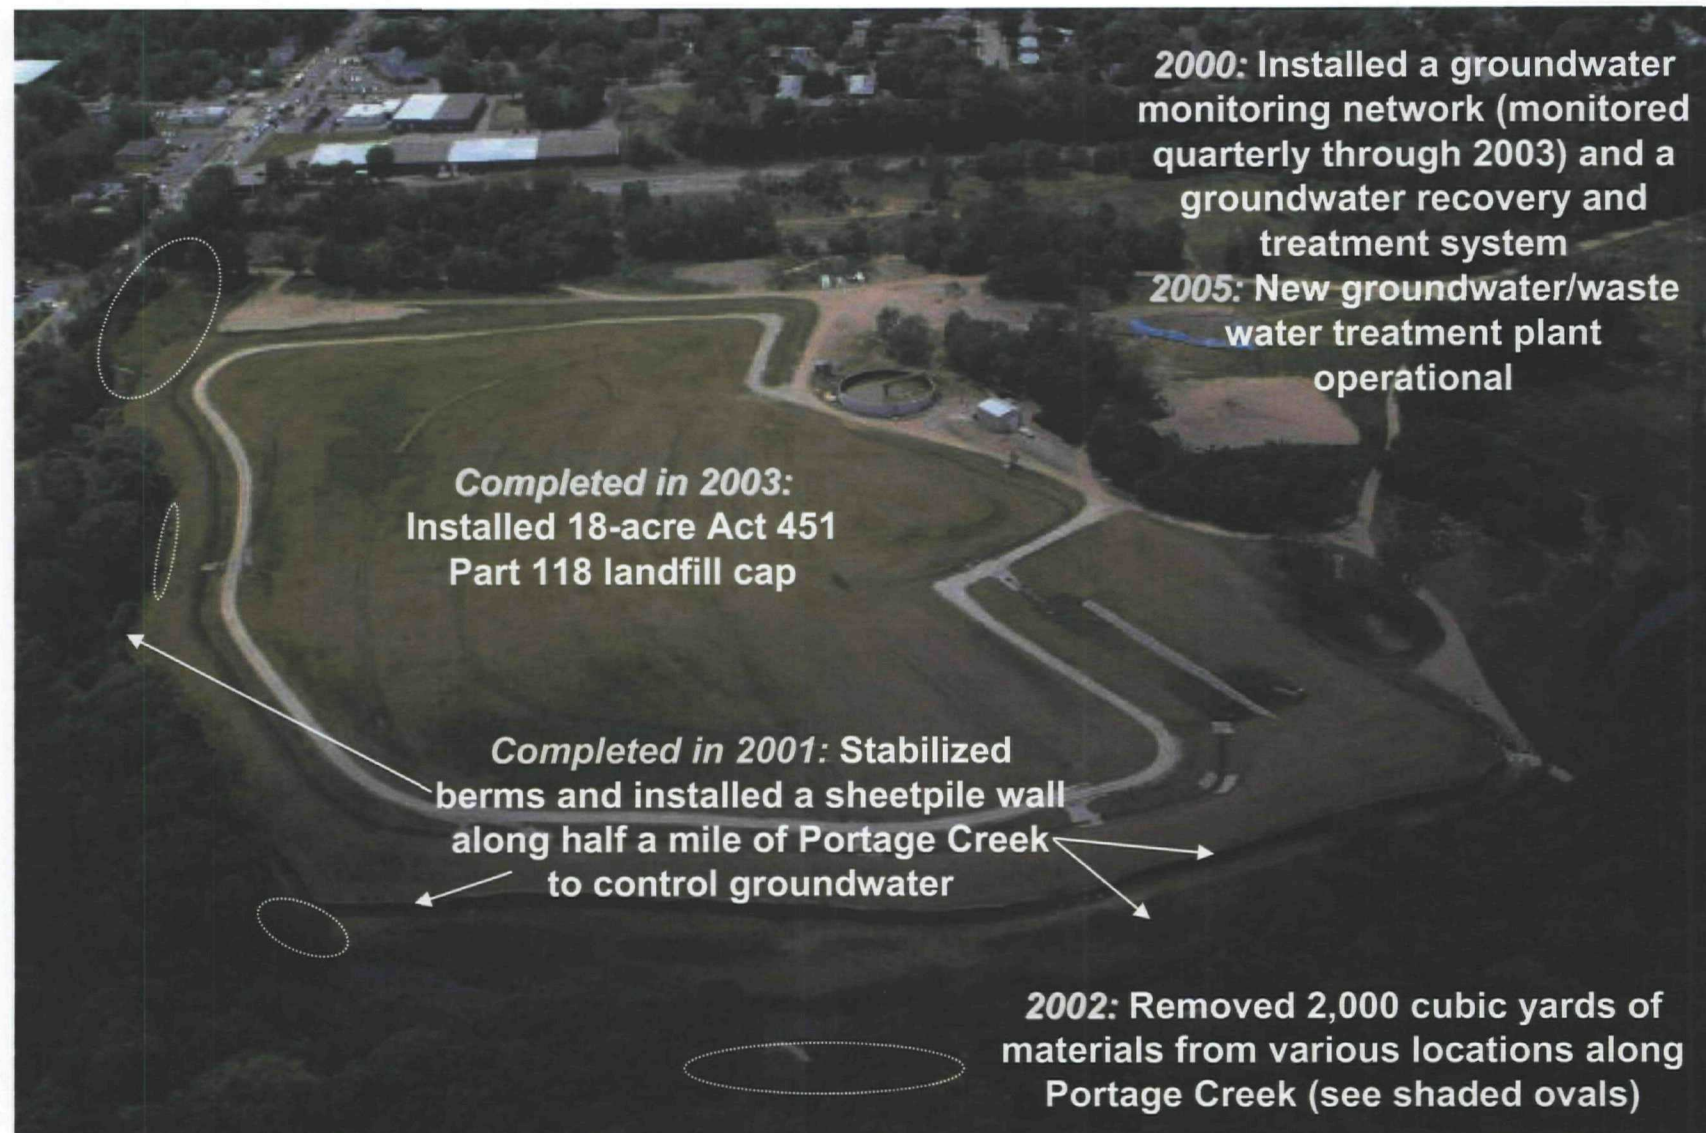 2000: Installed a groundwater
monitoring network (monitored
quarterly through 2003) and a
groundwater recovery and
treatment system
2005: New groundwater/waste
water treatment plant
operational
Completed in 2003:
Installed 18-acre Act 451
Part 118 landfill cap
Completed in 2001: Stabilized
berms and installed a sheetpile wall
along half a mile of Portage Creek
to control groundwater
2002: Removed 2,000 cubic yards of
materials from various locations along
Portage Creek (see shaded ovals)